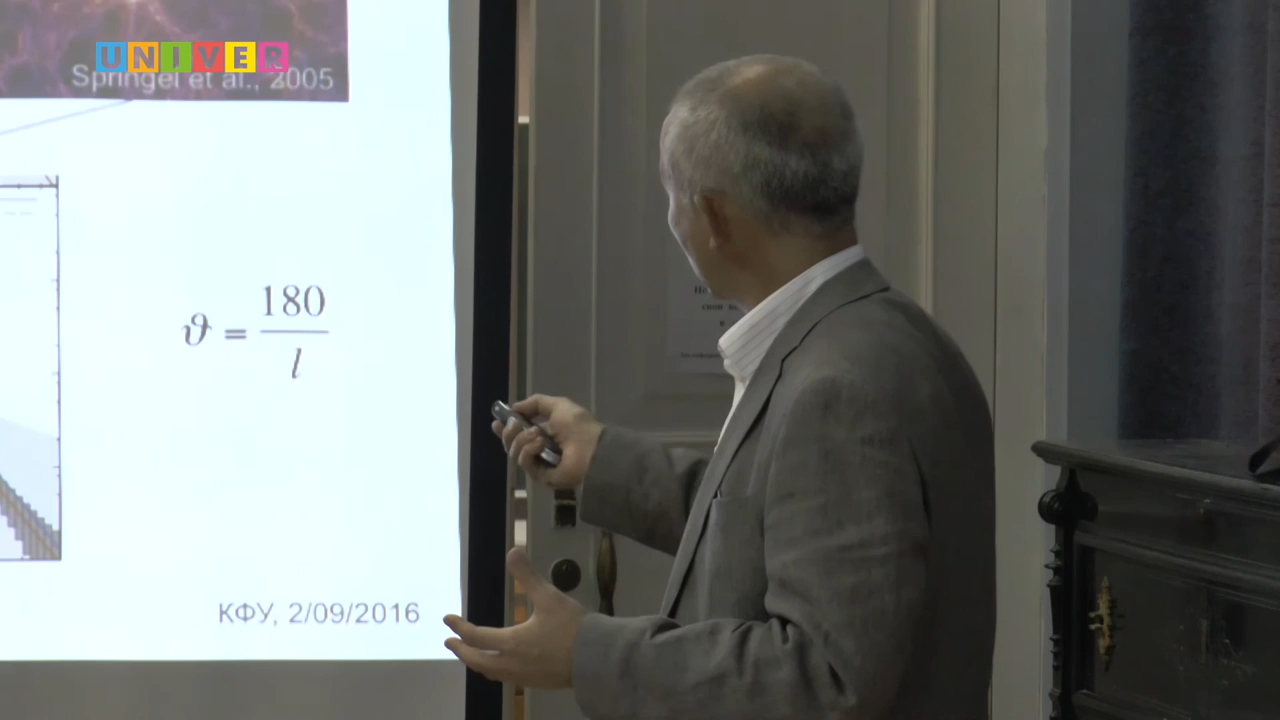 UNIVER
Springel et al., 2005
ϑ = 180/l
КФУ, 2/09/2016